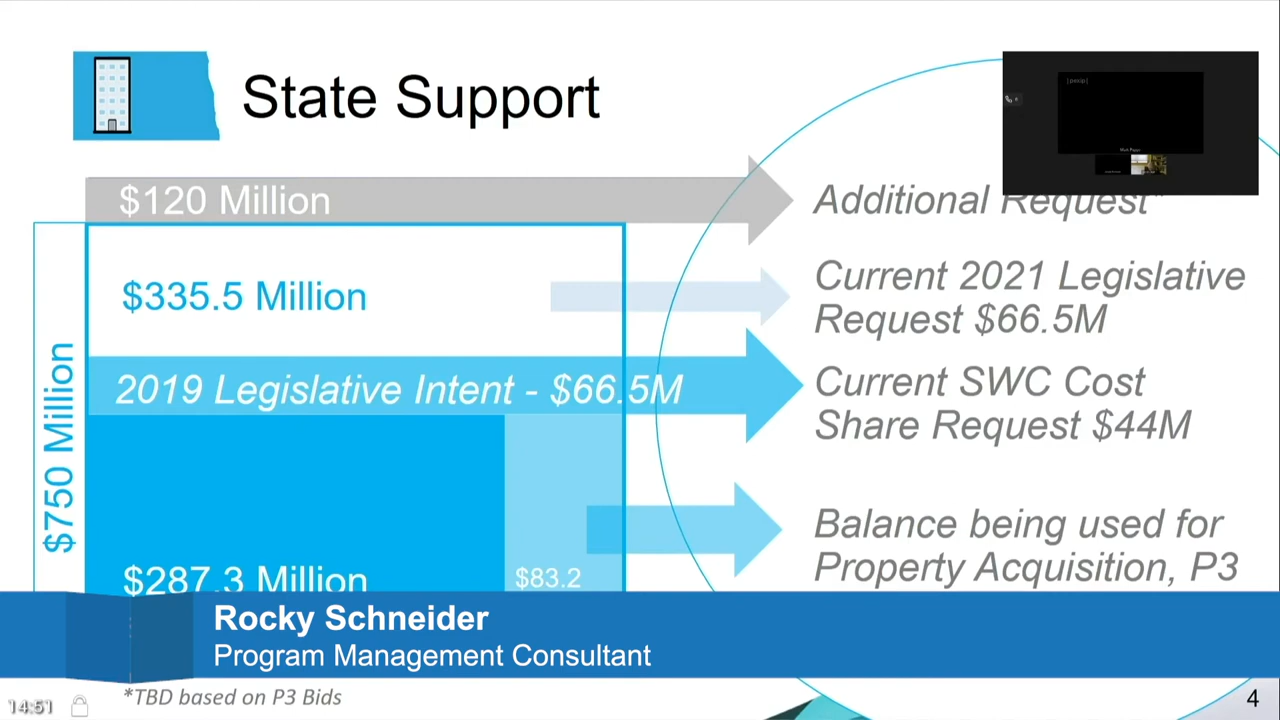 State Support
|pexip|
$120 Million
Additional Request*
$335.5 Million
Current 2021 Legislative
Request $66.5M
2019 Legislative Intent - $66.5M
Current SWC Cost
Share Request $44M
$750 Million
Balance being used for
Property Acquisition, P3
$287.3 Million
$83.2
Rocky Schneider
Program Management Consultant
*TBD based on P3 Bids
14:51
4